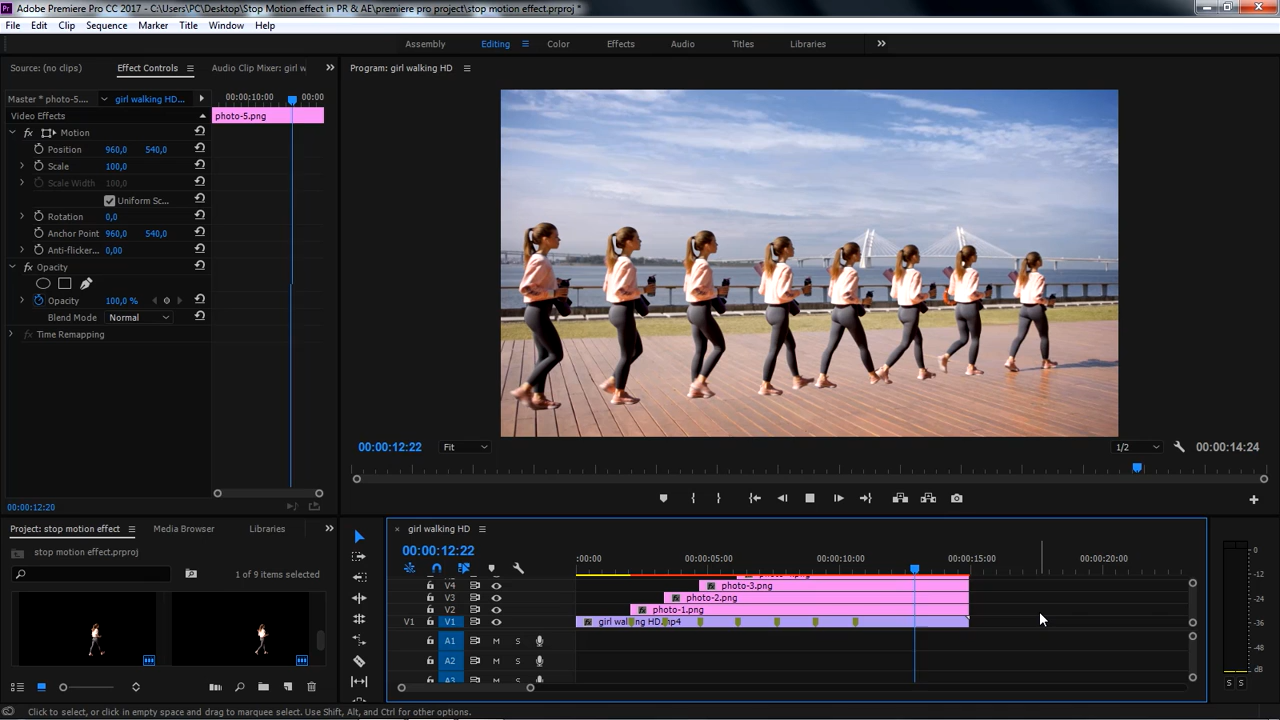 Adobe Premiere Pro CC 2017 - C:\Users\PC\Desktop\Stop Motion effect in PR & AE\premiere pro project\stop motion effect.prproj *
File Edit Clip Sequence Marker Title Window Help
Assembly Editing Color Effects Audio Titles Libraries
Source: (no clips) Effect Controls Audio Clip Mixer: girl w
Program: girl walking HD
Master * photo-5.... girl walking HD... 00:00;10:00 00:00
Video Effects photo-5.png
fx Motion
Position 960,0 540,0
Scale 100,0
Scale Width 100,0
Uniform Sc...
Rotation 0,0
Anchor Point 960,0 540,0
Anti-flicker... 0,00
fx Opacity
Opacity 100,0 %
Blend Mode Normal
fx Time Remapping
00:00:12:22 Fit 1/2 00:00:14:24
00:00:12:20
Project: stop motion effect Media Browser Libraries
stop motion effect.prproj
1 of 9 items selected
girl walking HD
00:00:12:22
:00:00 00:00:05:00 00:00:10:00 00:00:15:00 00:00:20:00
V4 photo-3.png
V3 photo-2.png
V2 photo-1.png
V1 V1 girl walking HD.mp4
A1 M S
A2 M S
A3
0
-12
-24
-36
-48
dB
S S
Click to select, or click in empty space and drag to marquee select. Use Shift, Alt, and Ctrl for other options.